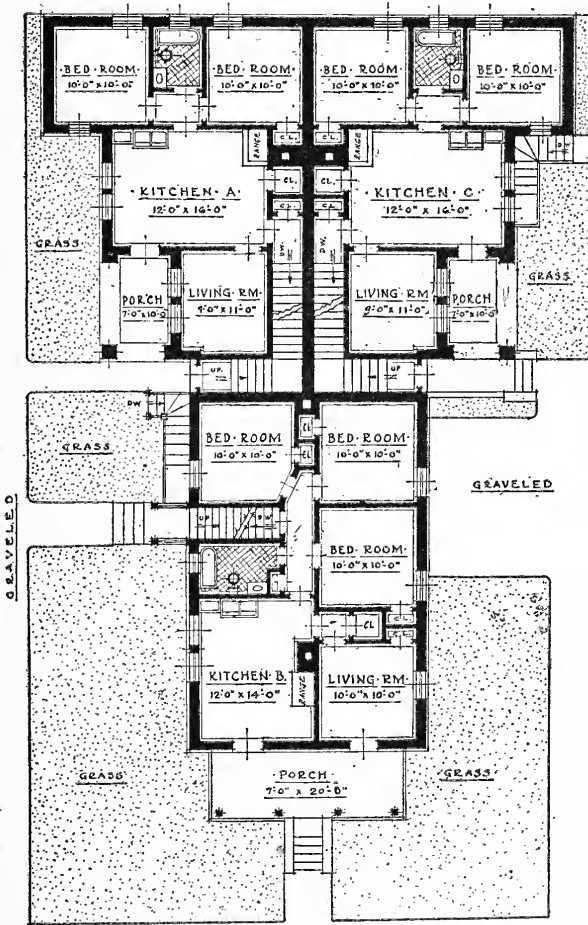 BED ROOM
10'-0" X 10'-0"
BED ROOM
10'-0" X 10'-0"
BED ROOM
10'-0" X 10'-0"
BED ROOM
10'-0" X 10'-0"
CL.
CL.
RANGE
RANGE
D.W.
KITCHEN A.
12'-0" X 16'-0"
CL.
CL.
KITCHEN C.
12'-0" X 16'-0"
CL.
CL.
GRASS
D.W.
D.W.
GRASS
PORCH
7'-0" X 10'-0"
LIVING RM.
9'-0" X 11'-0"
LIVING RM
9'-0" X 11'-0"
PORCH
7'-0" X 10'-0"
UP
UP
D.W.
GRASS
BED ROOM
10'-0" X 10'-0"
CL
CL
BED ROOM
10'-0" X 10'-0"
GRAVELED
GRAVELED
UP
D.W.
BED ROOM
10'-0" X 10'-0"
CL
CL
CL
KITCHEN B.
12'-0" X 14'-0"
RANGE
LIVING RM.
10'-0" X 10'-0"
GRASS
PORCH
7'-0" X 20'-0"
GRASS